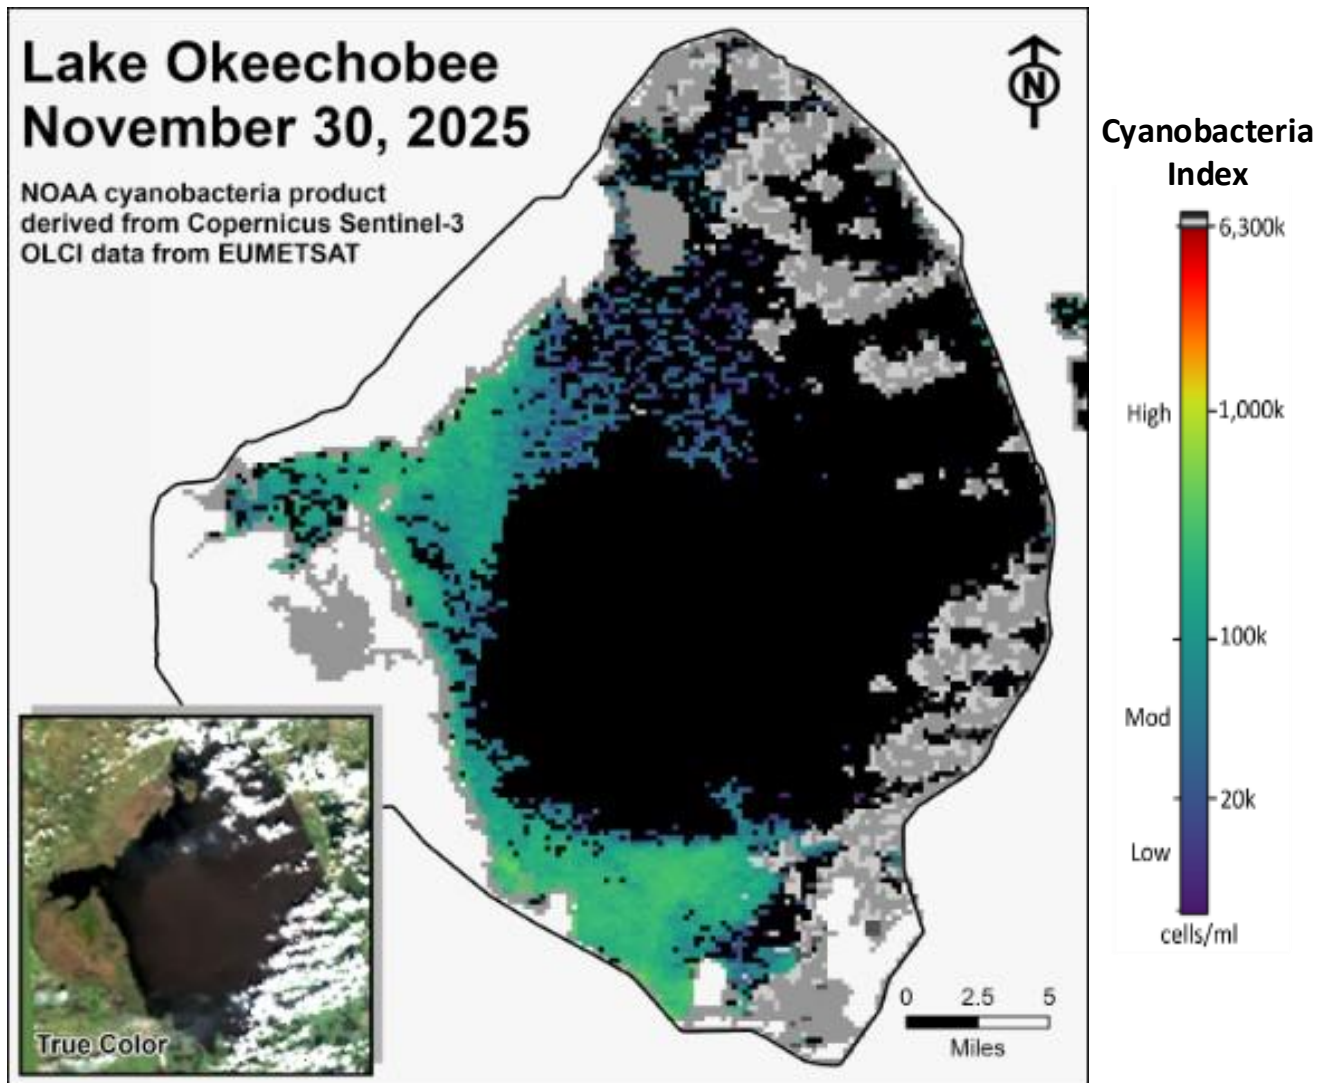 Lake Okeechobee
November 30, 2025
NOAA cyanobacteria product
derived from Copernicus Sentinel-3
OLCI data from EUMETSAT
N
Cyanobacteria
Index
6,300k
High
1,000k
100k
Mod
20k
Low
cells/ml
True Color
0 2.5 5
Miles